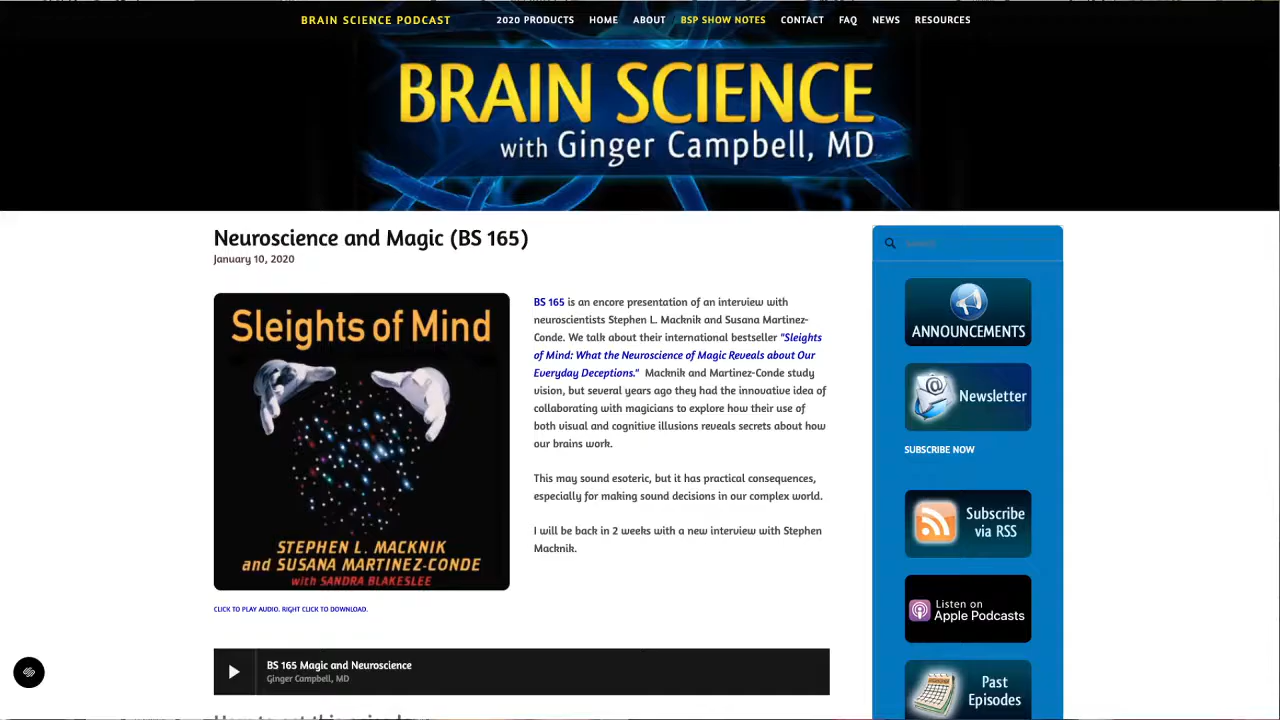 BRAIN SCIENCE PODCAST
2020 PRODUCTS HOME ABOUT BSP SHOW NOTES CONTACT FAQ NEWS RESOURCES
BRAIN SCIENCE
with Ginger Campbell, MD
Neuroscience and Magic (BS 165)
January 10, 2020
Sleights of Mind
STEPHEN L. MACKNIK
and SUSANA MARTINEZ-CONDE
with SANDRA BLAKESLEE
CLICK TO PLAY AUDIO. RIGHT CLICK TO DOWNLOAD.
BS 165 is an encore presentation of an interview with
neuroscientists Stephen L. Macknik and Susana Martinez-
Conde. We talk about their international bestseller "Sleights
of Mind: What the Neuroscience of Magic Reveals about Our
Everyday Deceptions." Macknik and Martinez-Conde study
vision, but several years ago they had the innovative idea of
collaborating with magicians to explore how their use of
both visual and cognitive illusions reveals secrets about how
our brains work.
This may sound esoteric, but it has practical consequences,
especially for making sound decisions in our complex world.
I will be back in 2 weeks with a new interview with Stephen
Macknik.
BS 165 Magic and Neuroscience
Ginger Campbell, MD
ANNOUNCEMENTS
Newsletter
SUBSCRIBE NOW
Subscribe
via RSS
Listen on
Apple Podcasts
Past
Episodes